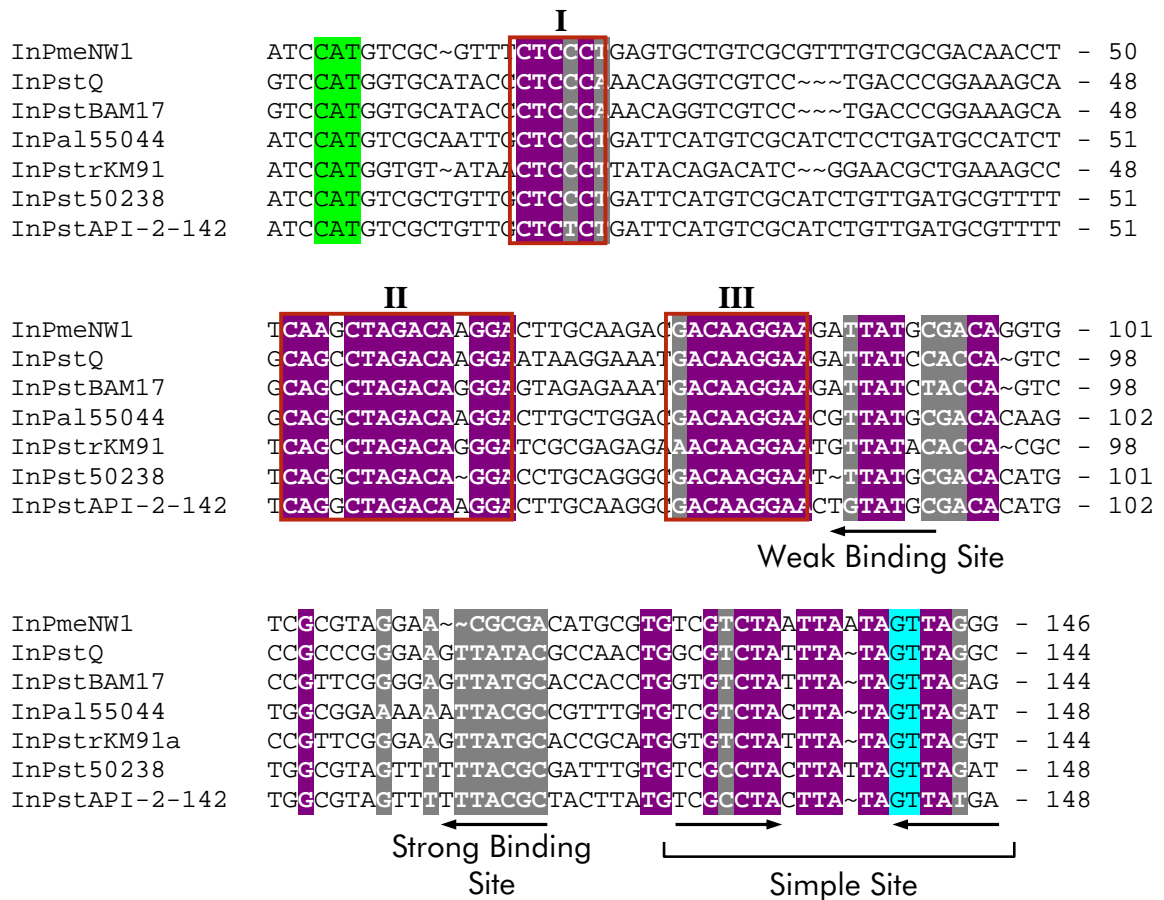 I
InPmeNW1 ATCCATGTCGC~GTTTCTCCCTGAGTGCTGTCGCGTTTGTCGCGACAACCT - 50
InPstQ GTCCATGGTGCATACCCTCCCAAACAGGTCGTCC~~~TGACCCGGAAAGCA - 48
InPstBAM17 GTCCATGGTGCATACCCTCCCAAACAGGTCGTCC~~~TGACCCGGAAAGCA - 48
InPal55044 ATCCATGTCGCAATTGCTCCCTGATTCATGTCGCATCTCCTGATGCCATCT - 51
InPstrKM91 ATCCATGGTGT~ATAACTCCCTTATACAGACATC~~GGAACGCTGAAAGCC - 48
InPst50238 ATCCATGTCGCTGTTGCTCCCTGATTCATGTCGCATCTGTTGATGCGTTTT - 51
InPstAPI-2-142 ATCCATGTCGCTGTTGCTCTCTGATTCATGTCGCATCTGTTGATGCGTTTT - 51
II III
InPmeNW1 TCAAGCTAGACAAGGACTTGCAAGACGACAAGGAAGATTATGCGACAGGTG - 101
InPstQ GCAGCCTAGACAAGGAATAAGGAAATGACAAGGAAGATTATCCACCA~GTC - 98
InPstBAM17 GCAGCCTAGACAGGGAGTAGAGAAATGACAAGGAAGATTATCTACCA~GTC - 98
InPal55044 GCAGGCTAGACAAGGACTTGCTGGACGACAAGGAACGTTATGCGACACAAG - 102
InPstrKM91 TCAGCCTAGACAGGGATCGCGAGAGAAACAAGGAATGTTATACACCA~CGC - 98
InPst50238 TCAGGCTAGACA~GGACCTGCAGGGCGACAAGGAAT~TTATGCGACACATG - 101
InPstAPI-2-142 TCAGGCTAGACAAGGACTTGCAAGGCGACAAGGAACTGTATGCGACACATG - 102
Weak Binding Site
InPmeNW1 TCGCGTAGGAA~~CGCGACATGCGTGTCGTCTAATTAATAGTTAGGG - 146
InPstQ CCGCCCGGAAGTTATACGCCAACTGGCGTCTATTTA~TAGTTAGGC - 144
InPstBAM17 CCGTTCGGGGAGTTATGCACCACCTGGTGTCTATTTA~TAGTTAGAG - 144
InPal55044 TGGCGGAAAAAATTACGCCGTTTGTGTCGTCTACTTA~TAGTTAGAT - 148
InPstrKM91a CCGTTCGGGAAGTTATGCACCGCATGGTGTCTATTTA~TAGTTAGGT - 144
InPst50238 TGGCGTAGTTTTTTACGCGATTTGTGTCGCCTACTTATTAGTTAGAT - 148
InPstAPI-2-142 TGGCGTAGTTTTTTACGCTACTTATGTCGCCTACTTA~TAGTTATGA - 148
Strong Binding
Site
Simple Site